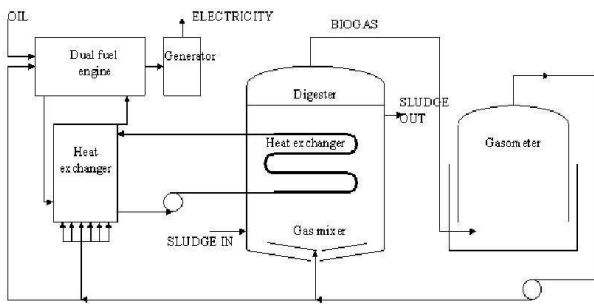 OIL
ELECTRICITY
BIOGAS
Dual fuel
engine
Generator
Digester
SLUDGE
OUT
Heat
exchanger
Heat exchanger
Gasometer
SLUDGE IN
Gas mixer